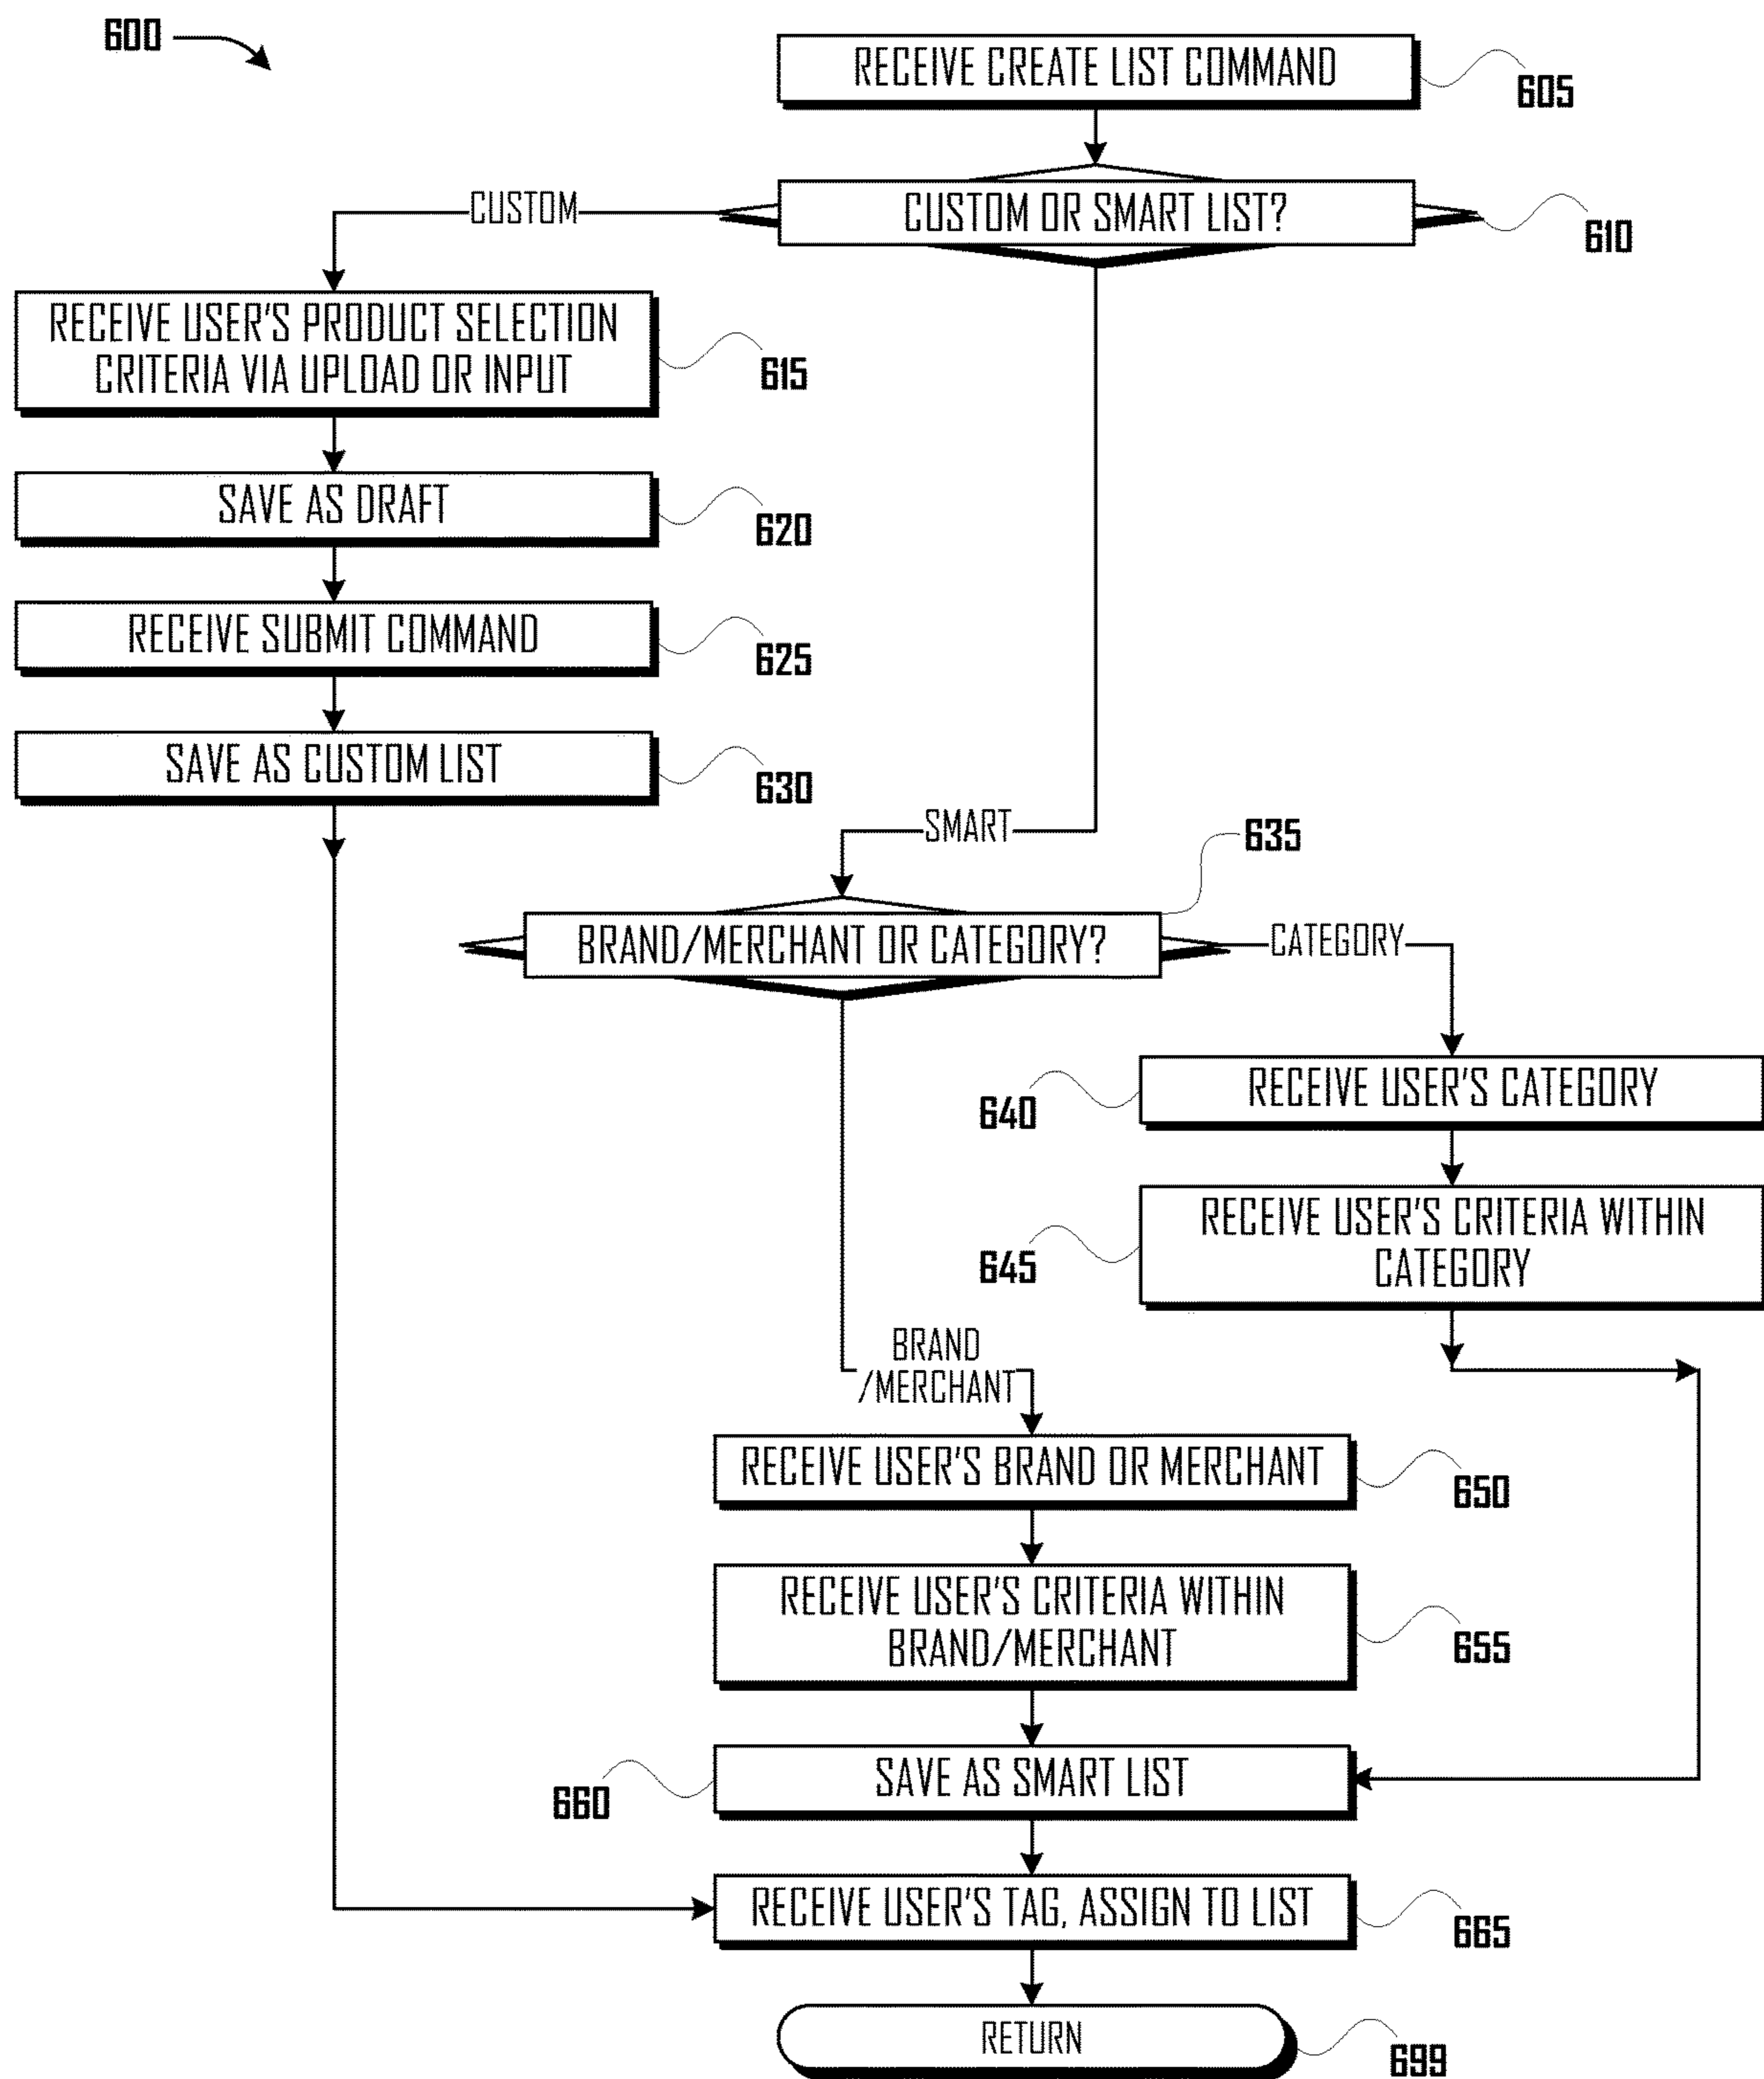 600
RECEIVE CREATE LIST COMMAND
605
CUSTOM OR SMART LIST?
610
CUSTOM
RECEIVE USER'S PRODUCT SELECTION
CRITERIA VIA UPLOAD OR INPUT
615
SAVE AS DRAFT
620
RECEIVE SUBMIT COMMAND
625
SAVE AS CUSTOM LIST
630
SMART
635
BRAND/MERCHANT OR CATEGORY?
CATEGORY
RECEIVE USER'S CATEGORY
640
RECEIVE USER'S CRITERIA WITHIN
CATEGORY
645
BRAND
/MERCHANT
RECEIVE USER'S BRAND OR MERCHANT
650
RECEIVE USER'S CRITERIA WITHIN
BRAND/MERCHANT
655
SAVE AS SMART LIST
660
RECEIVE USER'S TAG, ASSIGN TO LIST
665
RETURN
699